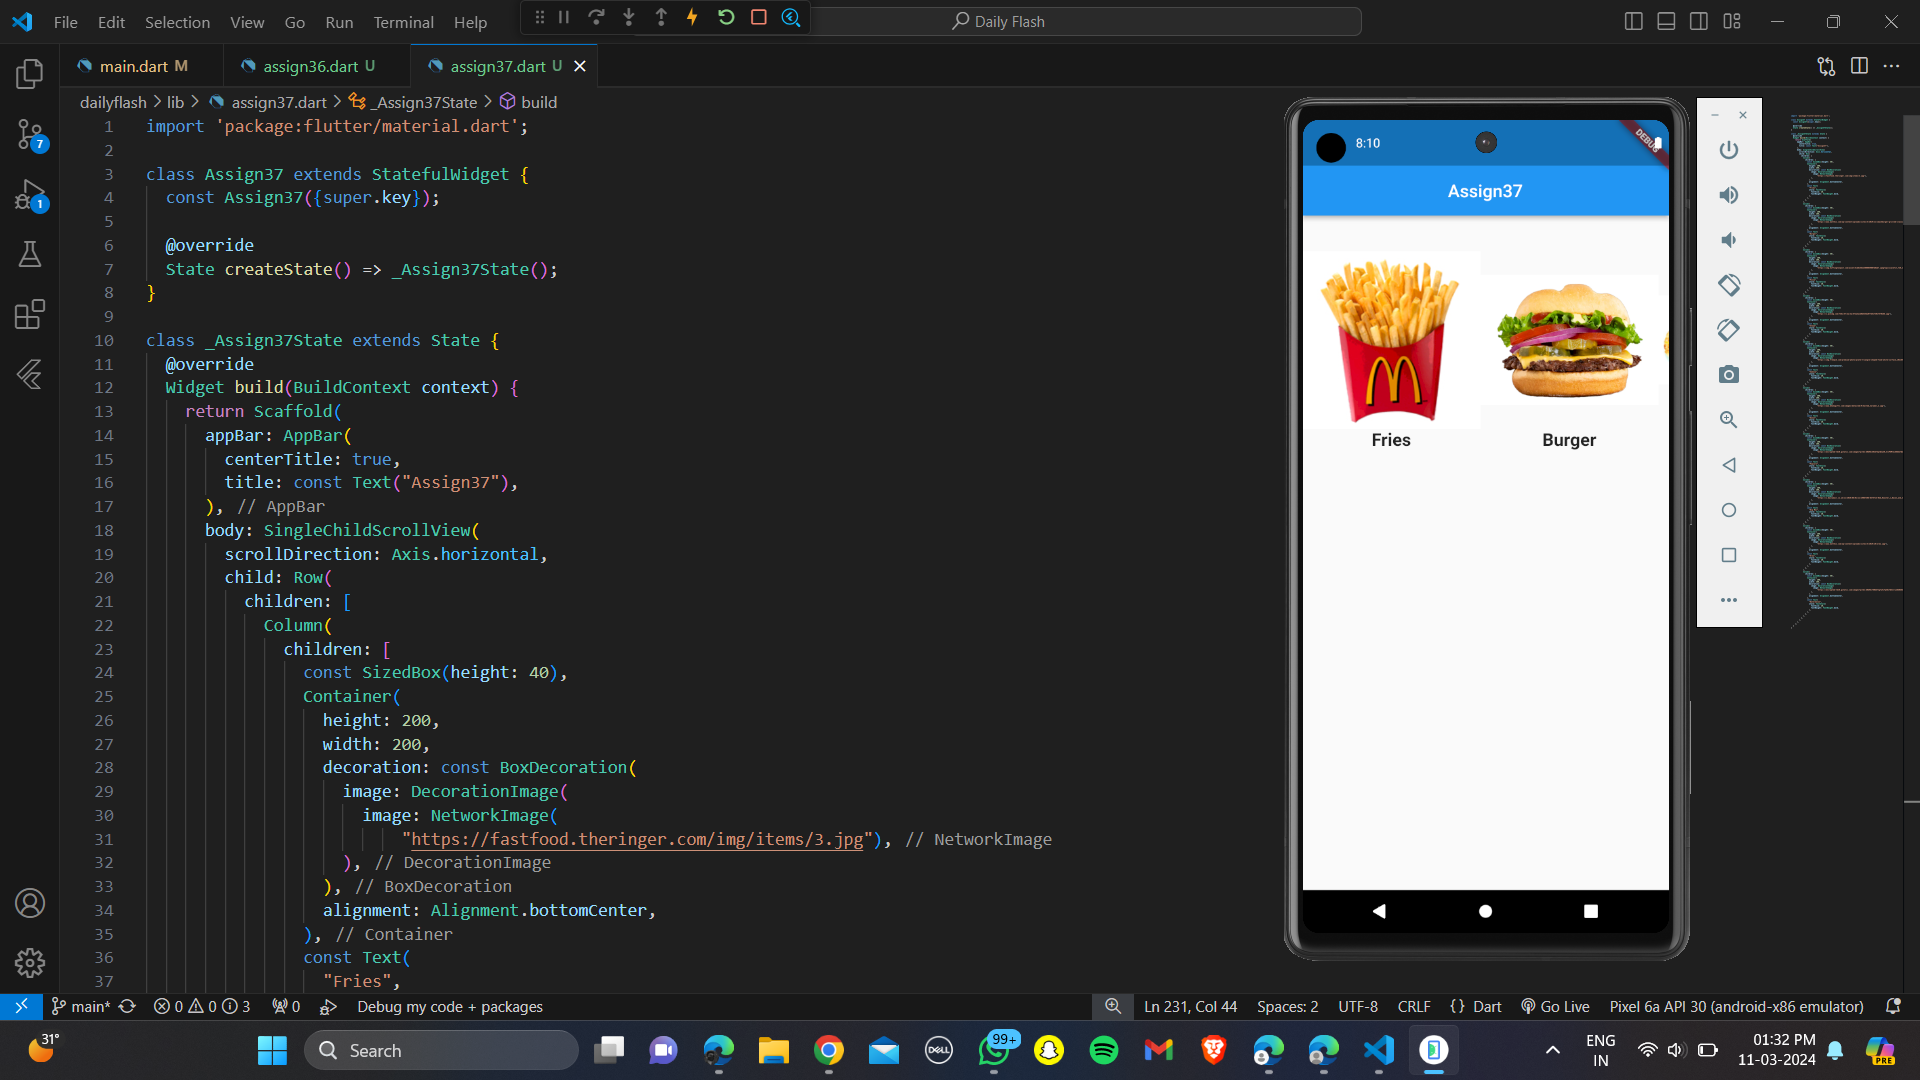 File Edit Selection View Go Run Terminal Help
Daily Flash
main.dart M
assign36.dart U
assign37.dart U
dailyflash > lib > assign37.dart > _Assign37State > build
1 import 'package:flutter/material.dart';
2
3 class Assign37 extends StatefulWidget {
4 const Assign37({super.key});
5
6 @override
7 State createState() => _Assign37State();
8 }
9
10 class _Assign37State extends State {
11 @override
12 Widget build(BuildContext context) {
13 return Scaffold(
14 appBar: AppBar(
15 centerTitle: true,
16 title: const Text("Assign37"),
17 ), // AppBar
18 body: SingleChildScrollView(
19 scrollDirection: Axis.horizontal,
20 child: Row(
21 children: [
22 Column(
23 children: [
24 const SizedBox(height: 40),
25 Container(
26 height: 200,
27 width: 200,
28 decoration: const BoxDecoration(
29 image: DecorationImage(
30 image: NetworkImage(
31 "https://fastfood.theringer.com/img/items/3.jpg"), // NetworkImage
32 ), // DecorationImage
33 ), // BoxDecoration
34 alignment: Alignment.bottomCenter,
35 ), // Container
36 const Text(
37 "Fries",
8:10
DEBUG
Assign37
Fries
Burger
7
1
main* 0 0 3 0 Debug my code + packages
Ln 231, Col 44 Spaces: 2 UTF-8 CRLF {} Dart Go Live Pixel 6a API 30 (android-x86 emulator)
31°
Search
DELL
99+
ENG
IN
01:32 PM
11-03-2024
PRE